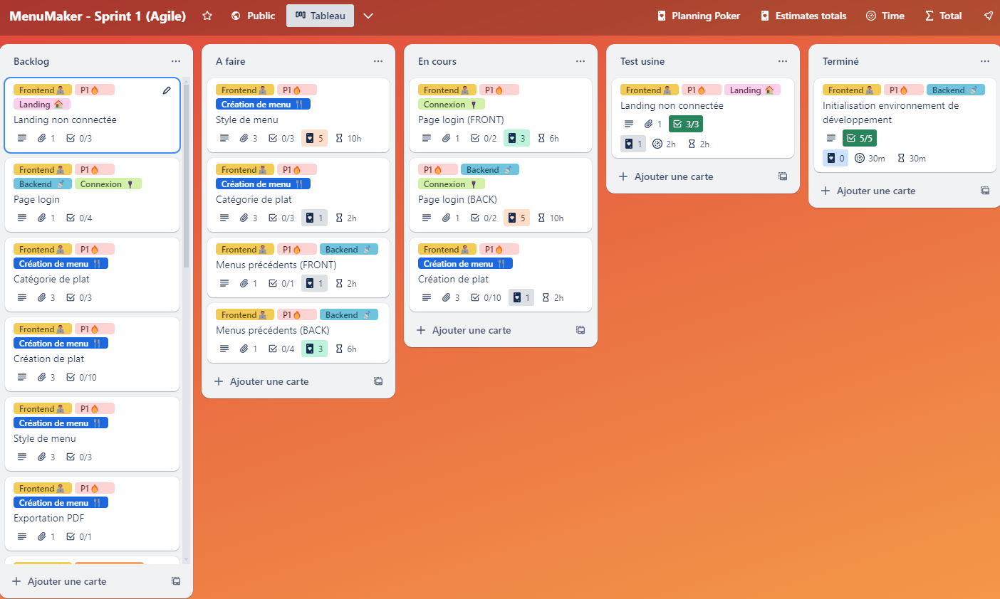 MenuMaker - Sprint 1 (Agile)
Public
Tableau
Planning Poker
Estimates totals
Time
Total
Backlog
Frontend P1
Landing
Landing non connectée
1 0/3
Frontend P1
Backend Connexion
Page login
1 0/4
Frontend P1
Création de menu
Catégorie de plat
3 0/3
Frontend P1
Création de menu
Création de plat
3 0/10
Frontend P1
Création de menu
Style de menu
3 0/3
Frontend P1
Création de menu
Exportation PDF
1 0/1
Ajouter une carte
A faire
Frontend P1
Création de menu
Style de menu
3 0/3 5 10h
Frontend P1
Création de menu
Catégorie de plat
3 0/3 1 2h
Frontend P1 Backend
Menus précédents (FRONT)
1 0/1 1 2h
Frontend P1 Backend
Menus précédents (BACK)
1 0/4 3 6h
Ajouter une carte
En cours
Frontend P1
Connexion
Page login (FRONT)
1 0/2 3 6h
P1 Backend
Connexion
Page login (BACK)
1 0/2 5 10h
Frontend P1
Création de menu
Création de plat
3 0/10 1 2h
Ajouter une carte
Test usine
Frontend P1 Landing
Landing non connectée
1 3/3
1 2h 2h
Ajouter une carte
Terminé
Frontend P1 Backend
Initialisation environnement de
développement
5/5
0 30m 30m
Ajouter une carte